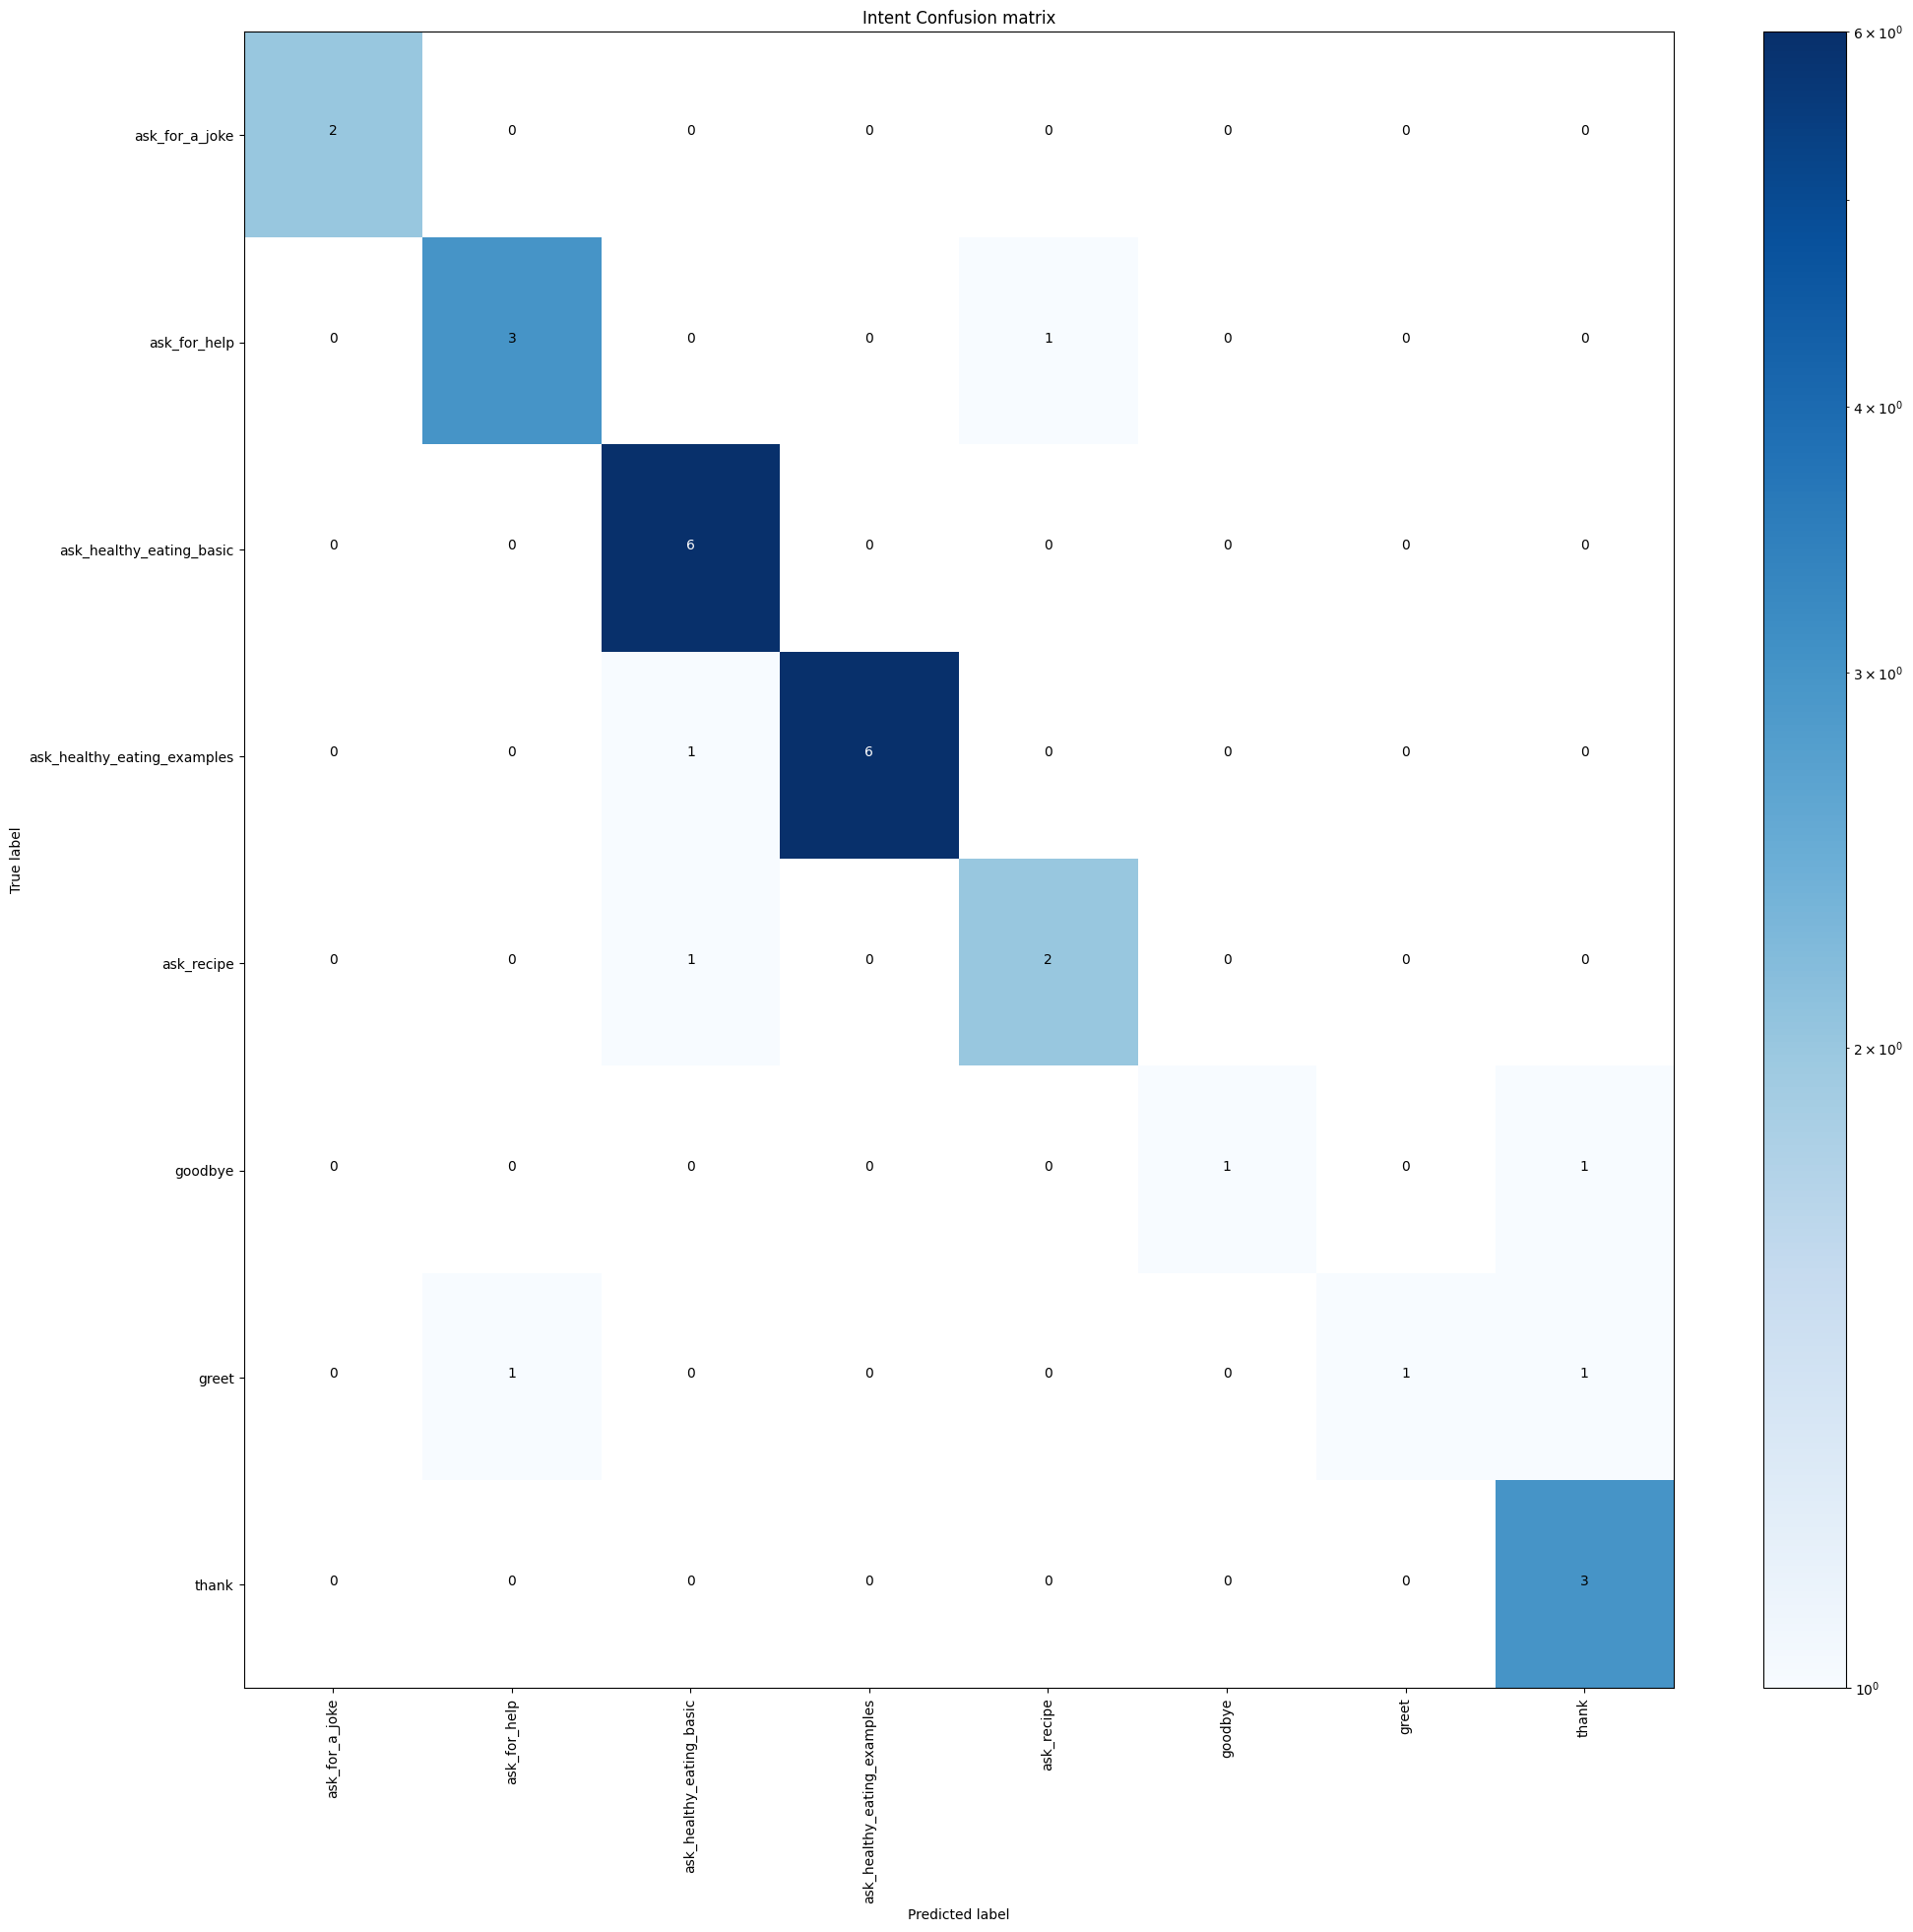 Intent Confusion matrix
True label
ask_for_a_joke 2 0 0 0 0 0 0 0
ask_for_help 0 3 0 0 1 0 0 0
ask_healthy_eating_basic 0 0 6 0 0 0 0 0
ask_healthy_eating_examples 0 0 1 6 0 0 0 0
ask_recipe 0 0 1 0 2 0 0 0
goodbye 0 0 0 0 0 1 0 1
greet 0 1 0 0 0 0 1 1
thank 0 0 0 0 0 0 0 3
ask_for_a_joke
ask_for_help
ask_healthy_eating_basic
ask_healthy_eating_examples
ask_recipe
goodbye
greet
thank
Predicted label
6 × 10⁰
4 × 10⁰
3 × 10⁰
2 × 10⁰
10⁰